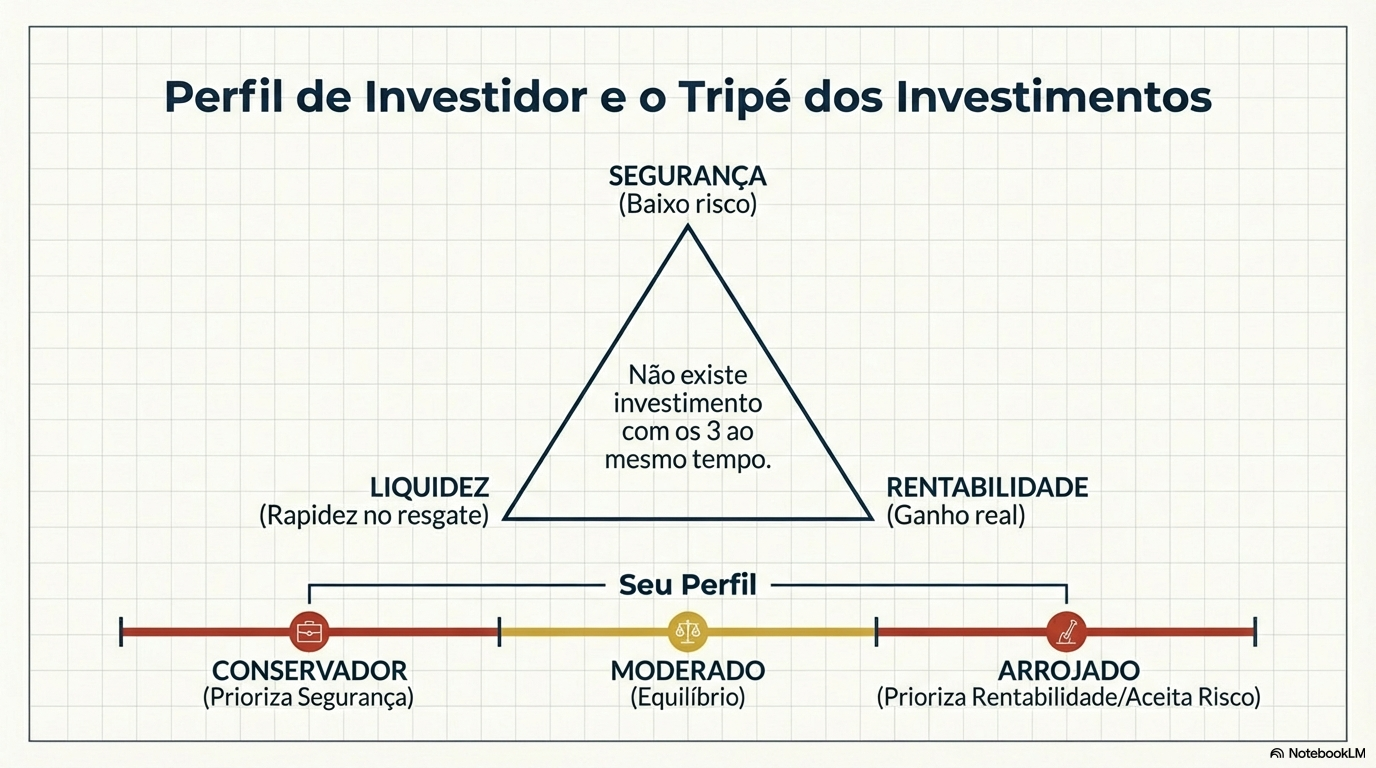 Perfil de Investidor e o Tripé dos Investimentos
SEGURANÇA
(Baixo risco)
Não existe
investimento
com os 3 ao
mesmo tempo.
LIQUIDEZ
(Rapidez no resgate)
RENTABILIDADE
(Ganho real)
Seu Perfil
CONSERVADOR
(Prioriza Segurança)
MODERADO
(Equilíbrio)
ARROJADO
(Prioriza Rentabilidade/Aceita Risco)
NotebookLM